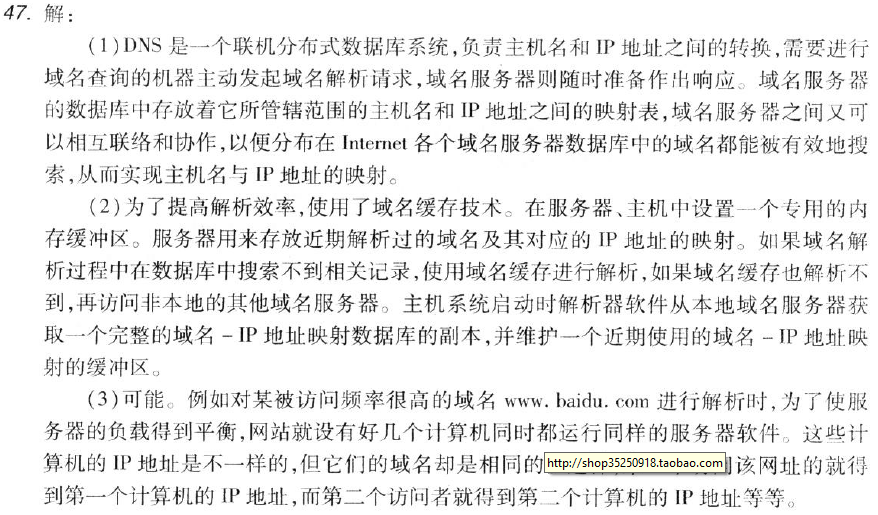 47. 解：
(1)DNS 是一个联机分布式数据库系统，负责主机名和 IP 地址之间的转换，需要进行
域名查询的机器主动发起域名解析请求，域名服务器则随时准备作出响应。域名服务器
的数据库中存放着它所管辖范围的主机名和 IP 地址之间的映射表，域名服务器之间又可
以相互联络和协作，以便分布在 Internet 各个域名服务器数据库中的域名都能被有效地搜
索，从而实现主机名与 IP 地址的映射。
(2)为了提高解析效率，使用了域名缓存技术。在服务器、主机中设置一个专用的内
存缓冲区。服务器用来存放近期解析过的域名及其对应的 IP 地址的映射。如果域名解
析过程中在数据库中搜索不到相关记录，使用域名缓存进行解析，如果域名缓存也解析不
到，再访问非本地的其他域名服务器。主机系统启动时解析器软件从本地域名服务器获
取一个完整的域名－IP 地址映射数据库的副本，并维护一个近期使用的域名－IP 地址映
射的缓冲区。
(3)可能。例如对某被访问频率很高的域名 www. baidu. com 进行解析时，为了使服
务器的负载得到平衡，网站就设有好几个计算机同时都运行同样的服务器软件。这些计
算机的 IP 地址是不一样的，但它们的域名却是相同的 http://shop35250918.taobao.com 该网址的就得
到第一个计算机的 IP 地址，而第二个访问者就得到第二个计算机的 IP 地址等等。